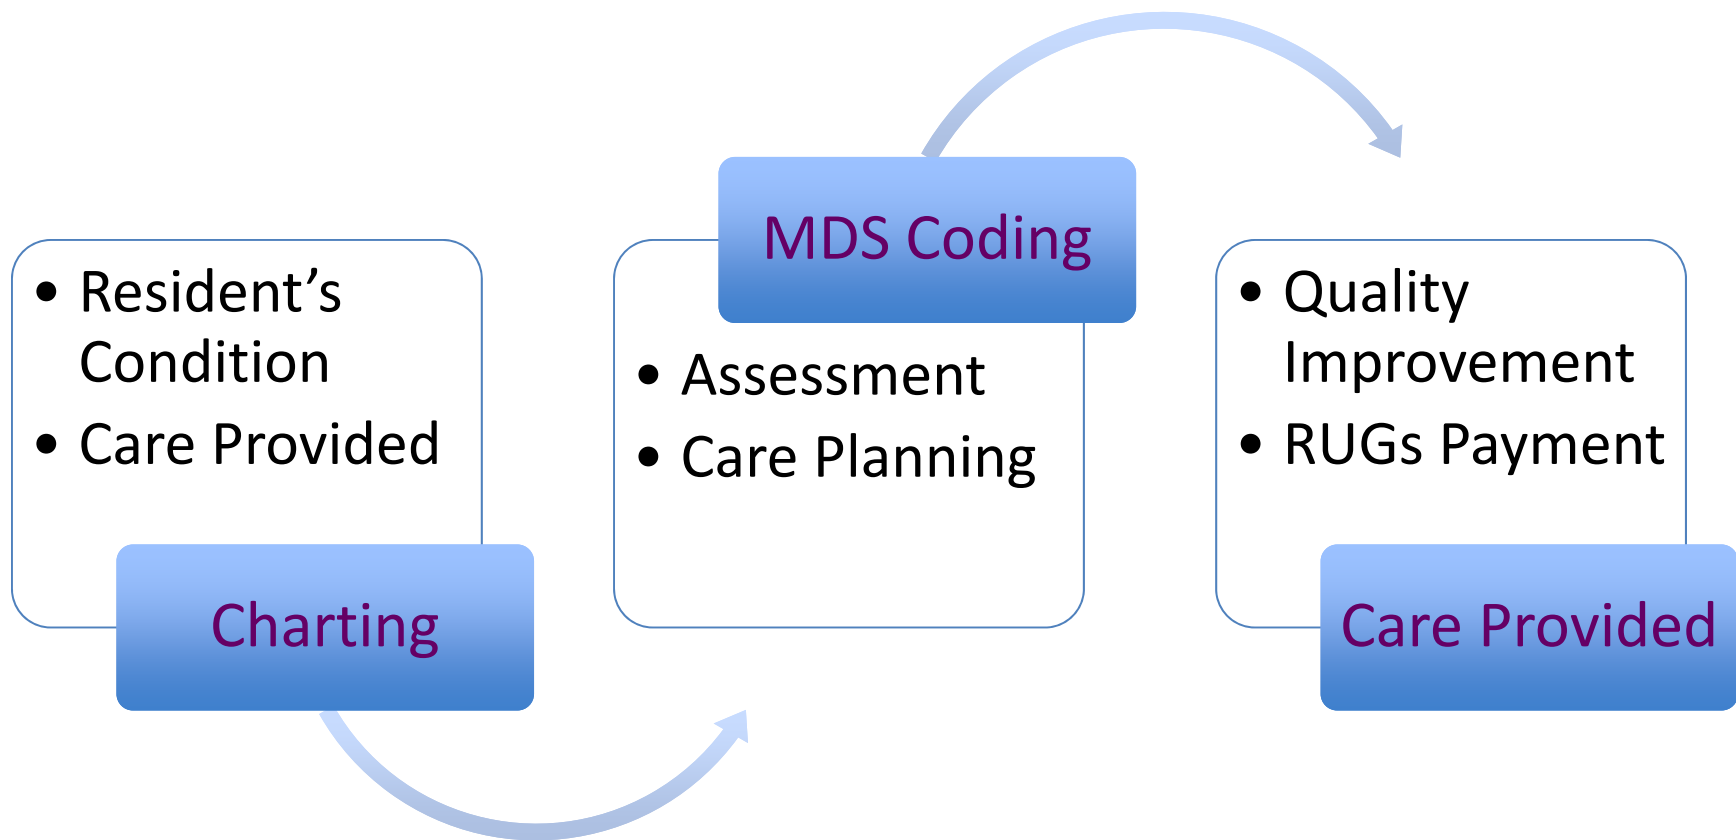 • Resident’s
Condition
• Care Provided
Charting
MDS Coding
• Assessment
• Care Planning
• Quality
Improvement
• RUGs Payment
Care Provided